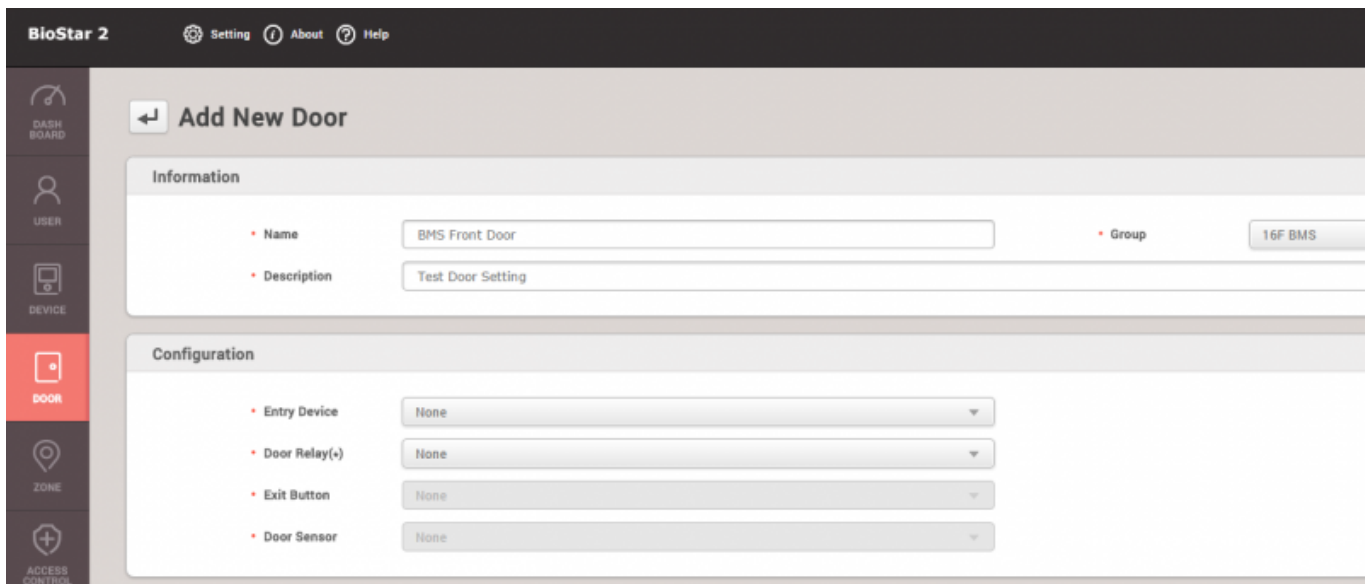 BioStar 2 Setting About Help
DASH
BOARD
Add New Door
Information
USER
• Name BMS Front Door • Group 16F BMS
• Description Test Door Setting
DEVICE
Configuration
DOOR
• Entry Device None
• Door Relay(*) None
ZONE
• Exit Button None
• Door Sensor None
ACCESS
CONTROL